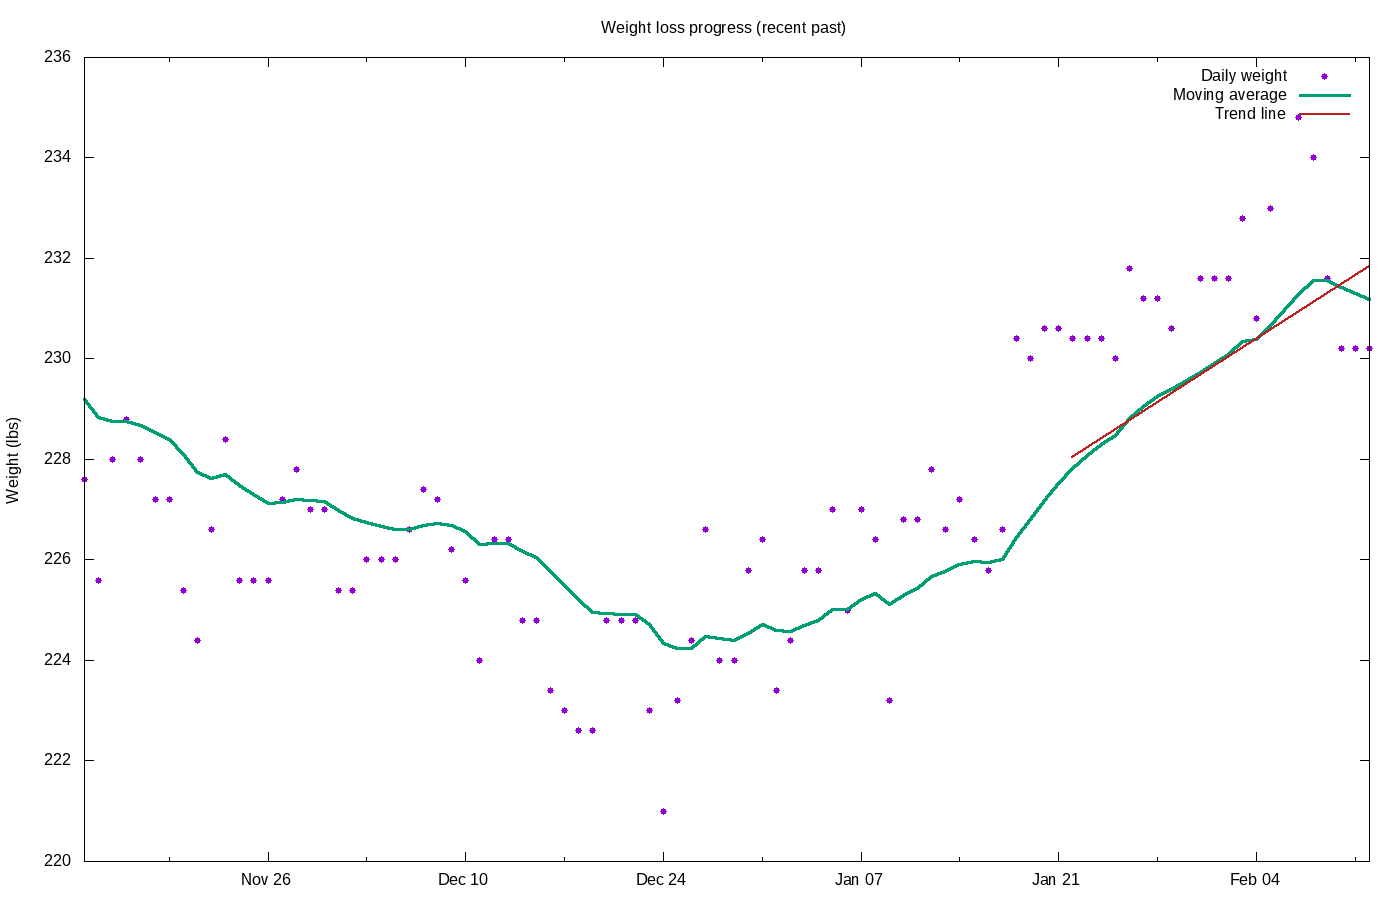 Weight loss progress (recent past)
236
234
232
230
228
226
224
222
220
Weight (lbs)
Daily weight
Moving average
Trend line
Nov 26
Dec 10
Dec 24
Jan 07
Jan 21
Feb 04